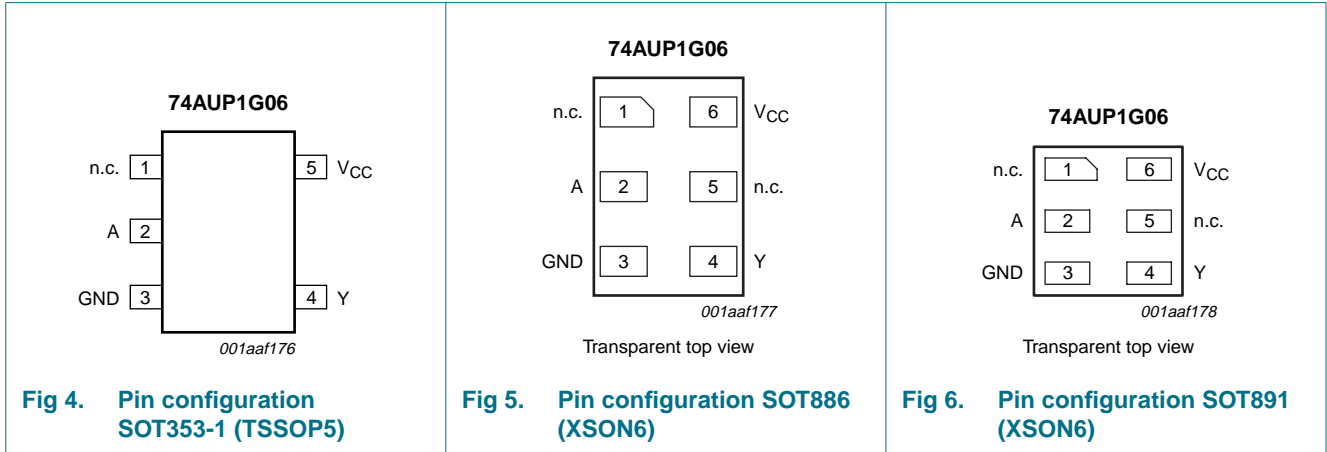 74AUP1G06
n.c. 1 5 VCC
A 2
GND 3 4 Y
001aaf176
Fig 4. Pin configuration
SOT353-1 (TSSOP5)
74AUP1G06
n.c. 1 6 VCC
A 2 5 n.c.
GND 3 4 Y
001aaf177
Transparent top view
Fig 5. Pin configuration SOT886
(XSON6)
74AUP1G06
n.c. 1 6 VCC
A 2 5 n.c.
GND 3 4 Y
001aaf178
Transparent top view
Fig 6. Pin configuration SOT891
(XSON6)